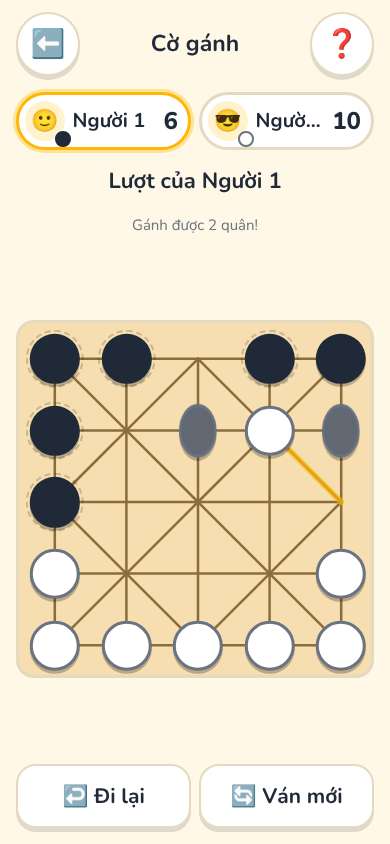 Cờ gánh
Người 1 6
Ngườ... 10
Lượt của Người 1
Gánh được 2 quân!
Đi lại
Ván mới